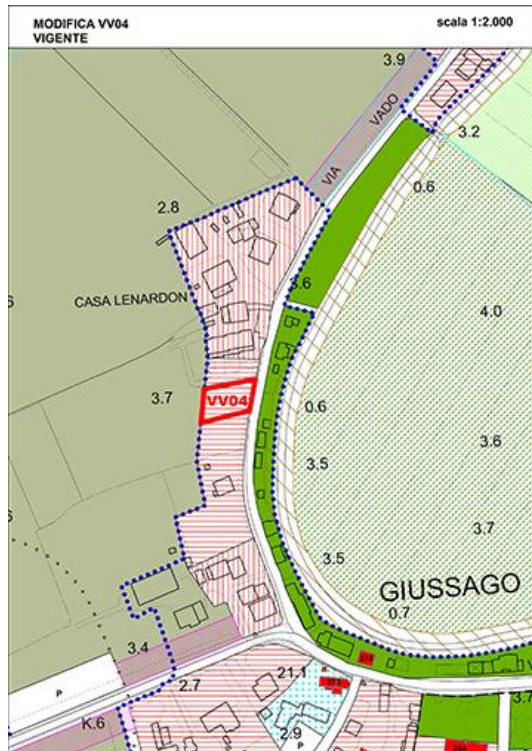 MODIFICA VV04
VIGENTE
scala 1:2.000
3.9
VIA VADO
3.2
0.6
2.8
3.6
CASA LENARDON
4.0
3.7
VV04
0.6
3.6
3.5
3.7
3.5
GIUSSAGO
0.7
3.4
21.1
P
2.7
P
3.7
K.6
2.9